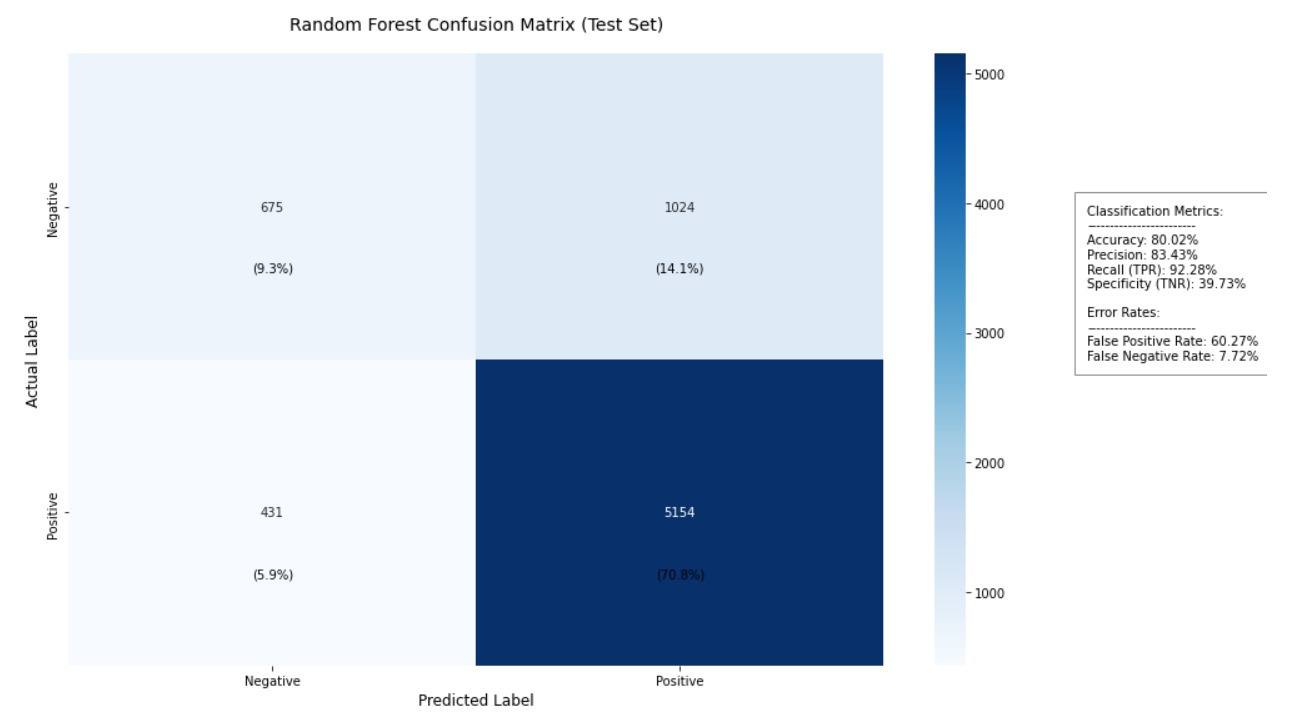 Random Forest Confusion Matrix (Test Set)
Actual Label
Negative
Positive
675
(9.3%)
1024
(14.1%)
431
(5.9%)
5154
(70.8%)
Negative
Positive
Predicted Label
5000
4000
3000
2000
1000
Classification Metrics:
------------------------
Accuracy: 80.02%
Precision: 83.43%
Recall (TPR): 92.28%
Specificity (TNR): 39.73%
Error Rates:
------------------------
False Positive Rate: 60.27%
False Negative Rate: 7.72%